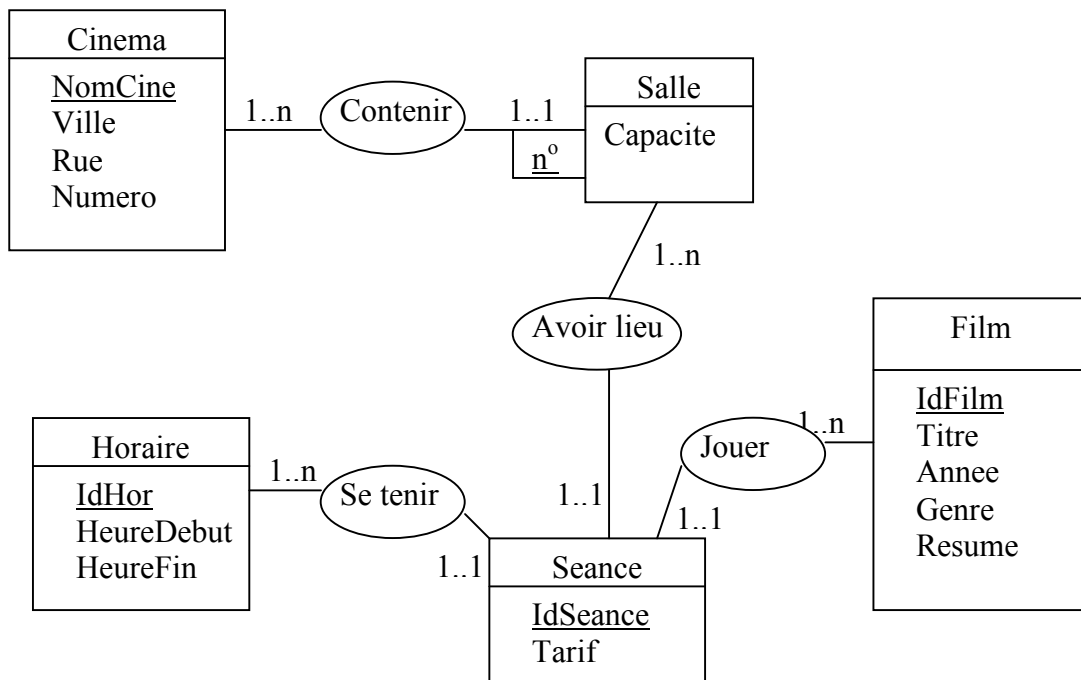 Cinema
NomCine
Ville
Rue
Numero
1..n
Contenir
1..1
nº
Salle
Capacite
1..n
Avoir lieu
1..1
Film
IdFilm
Titre
Annee
Genre
Resume
1..n
Jouer
1..1
Horaire
IdHor
HeureDebut
HeureFin
1..n
Se tenir
1..1
Seance
IdSeance
Tarif